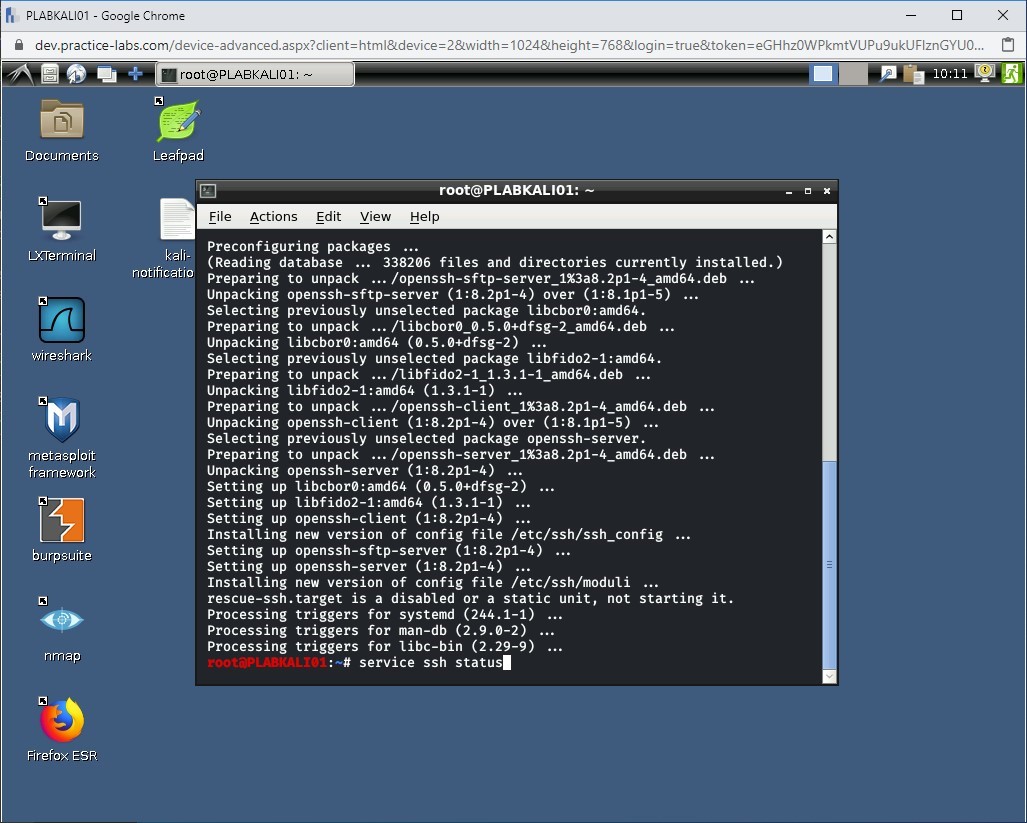 PLABKALI01 - Google Chrome
dev.practice-labs.com/device-advanced.aspx?client=html&device=2&width=1024&height=768&login=true&token=eGHhz0WPkmtVUPu9ukUFIznGYU0...
root@PLABKALI01: ~
10:11
Documents
Leafpad
LXTerminal
kali-
notificatio
wireshark
metasploit
framework
burpsuite
nmap
Firefox ESR
root@PLABKALI01: ~
File Actions Edit View Help
Preconfiguring packages ...
(Reading database ... 338206 files and directories currently installed.)
Preparing to unpack .../openssh-sftp-server_1%3a8.2p1-4_amd64.deb ...
Unpacking openssh-sftp-server (1:8.2p1-4) over (1:8.1p1-5) ...
Selecting previously unselected package libcbor0:amd64.
Preparing to unpack .../libcbor0_0.5.0+dfsg-2_amd64.deb ...
Unpacking libcbor0:amd64 (0.5.0+dfsg-2) ...
Selecting previously unselected package libfido2-1:amd64.
Preparing to unpack .../libfido2-1_1.3.1-1_amd64.deb ...
Unpacking libfido2-1:amd64 (1.3.1-1) ...
Preparing to unpack .../openssh-client_1%3a8.2p1-4_amd64.deb ...
Unpacking openssh-client (1:8.2p1-4) over (1:8.1p1-5) ...
Selecting previously unselected package openssh-server.
Preparing to unpack .../openssh-server_1%3a8.2p1-4_amd64.deb ...
Unpacking openssh-server (1:8.2p1-4) ...
Setting up libcbor0:amd64 (0.5.0+dfsg-2) ...
Setting up libfido2-1:amd64 (1.3.1-1) ...
Setting up openssh-client (1:8.2p1-4) ...
Installing new version of config file /etc/ssh/ssh_config ...
Setting up openssh-sftp-server (1:8.2p1-4) ...
Setting up openssh-server (1:8.2p1-4) ...
Installing new version of config file /etc/ssh/moduli ...
rescue-ssh.target is a disabled or a static unit, not starting it.
Processing triggers for systemd (244.1-1) ...
Processing triggers for man-db (2.9.0-2) ...
Processing triggers for libc-bin (2.29-9) ...
root@PLABKALI01:~# service ssh status